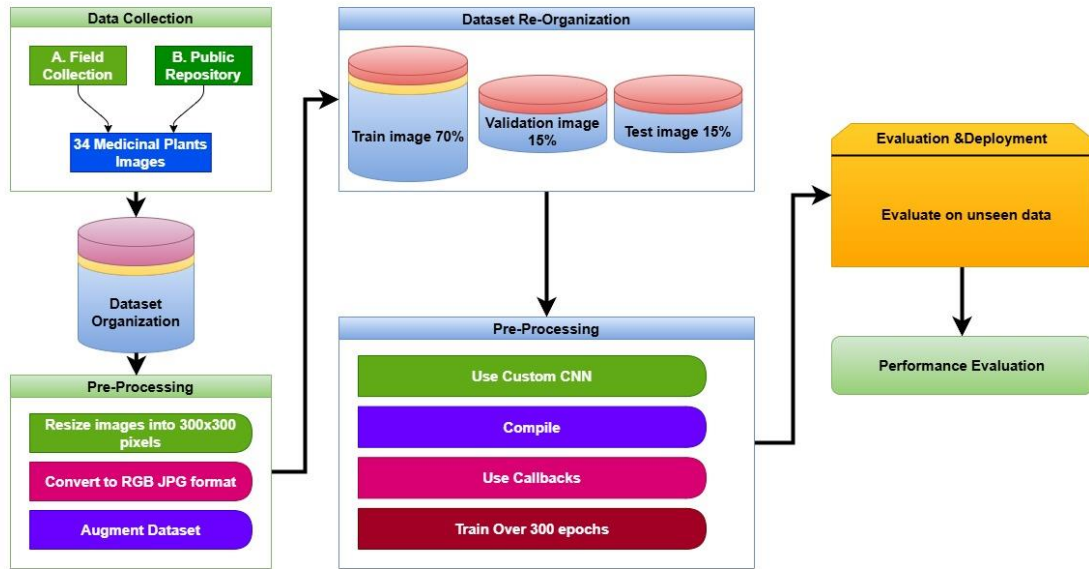 Data Collection
A. Field
Collection
B. Public
Repository
34 Medicinal Plants
Images
Dataset
Organization
Pre-Processing
Resize images into 300x300
pixels
Convert to RGB JPG format
Augment Dataset
Dataset Re-Organization
Train image 70%
Validation image
15%
Test image 15%
Pre-Processing
Use Custom CNN
Compile
Use Callbacks
Train Over 300 epochs
Evaluation &Deployment
Evaluate on unseen data
Performance Evaluation